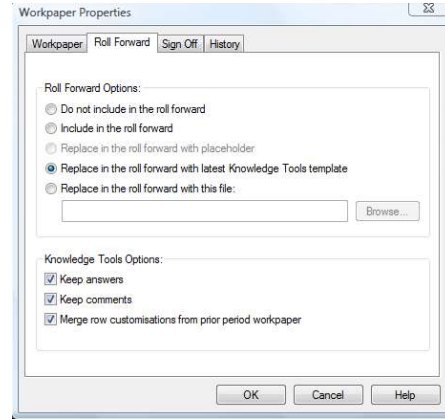 Workpaper Properties
Workpaper Roll Forward Sign Off History
Roll Forward Options:
Do not include in the roll forward
Include in the roll forward
Replace in the roll forward with placeholder
Replace in the roll forward with latest Knowledge Tools template
Replace in the roll forward with this file:
Browse...
Knowledge Tools Options:
Keep answers
Keep comments
Merge row customisations from prior period workpaper
OK Cancel Help